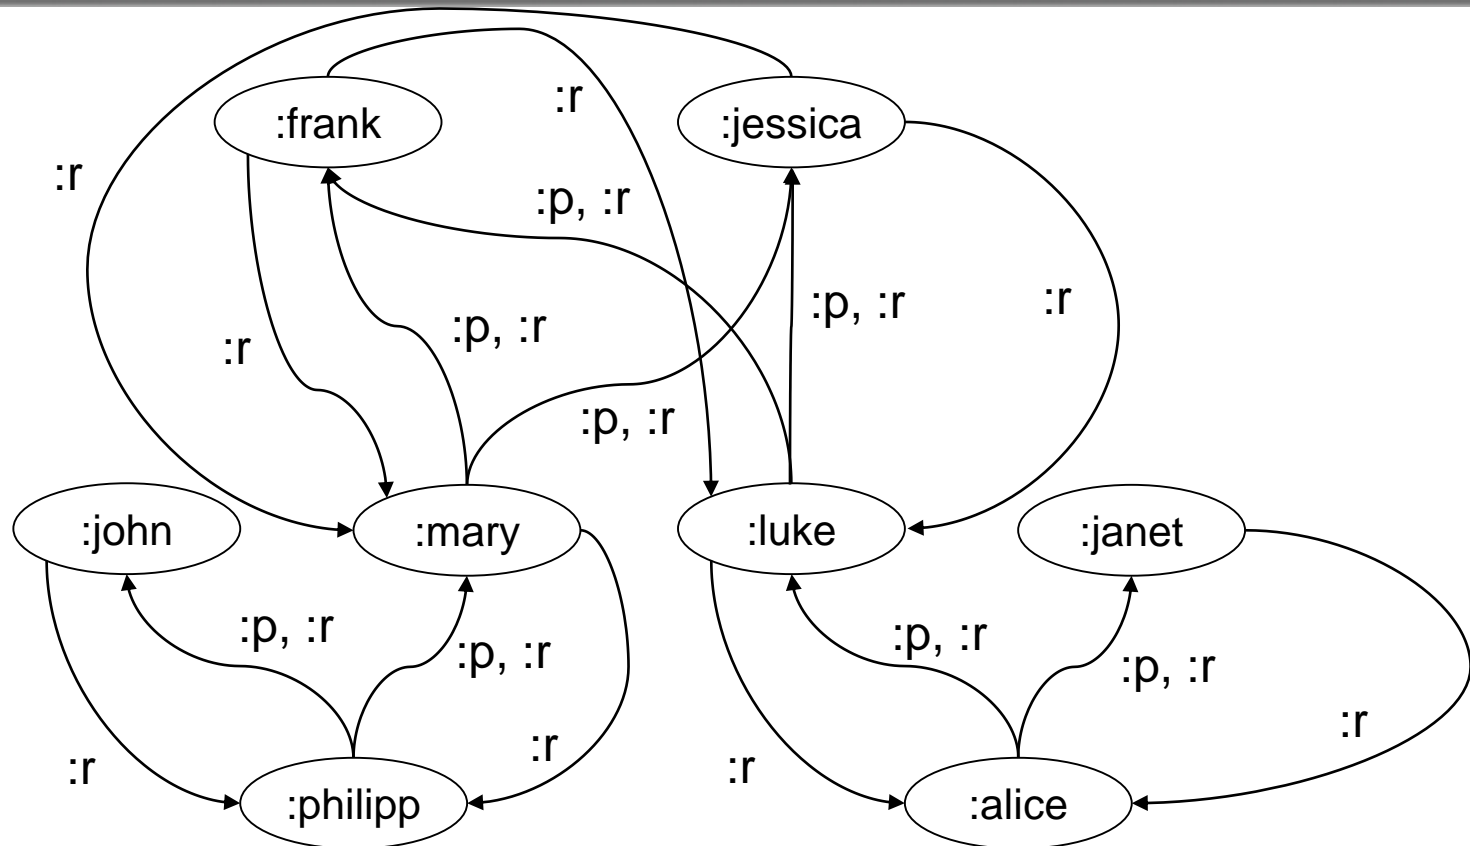 :r
:frank
:jessica
:r
:p, :r
:p, :r
:r
:p, :r
:r
:p, :r
:john
:mary
:luke
:janet
:p, :r
:p, :r
:p, :r
:p, :r
:r
:r
:r
:r
:philipp
:alice